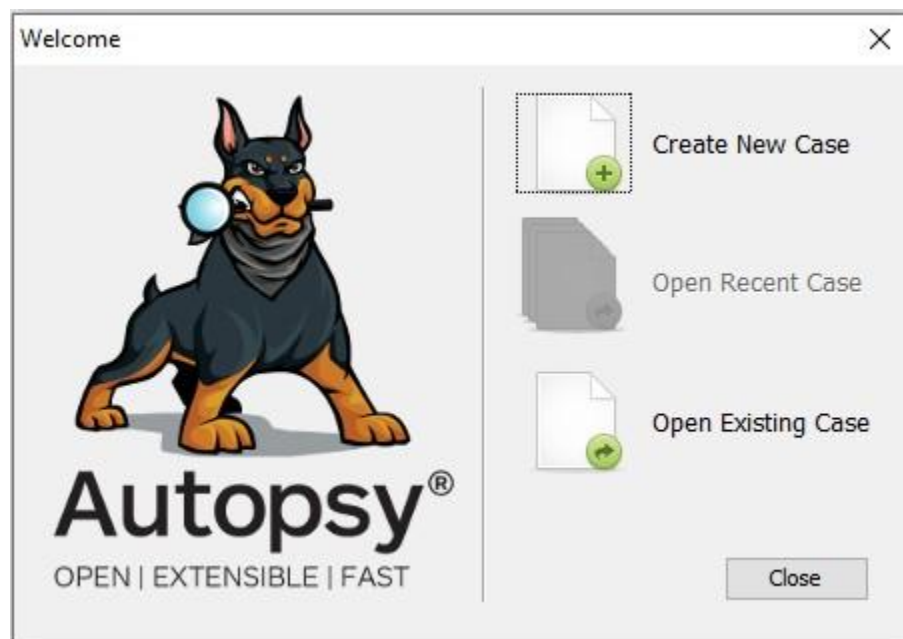 Welcome
Create New Case
Open Recent Case
Open Existing Case
Autopsy®
OPEN | EXTENSIBLE | FAST
Close